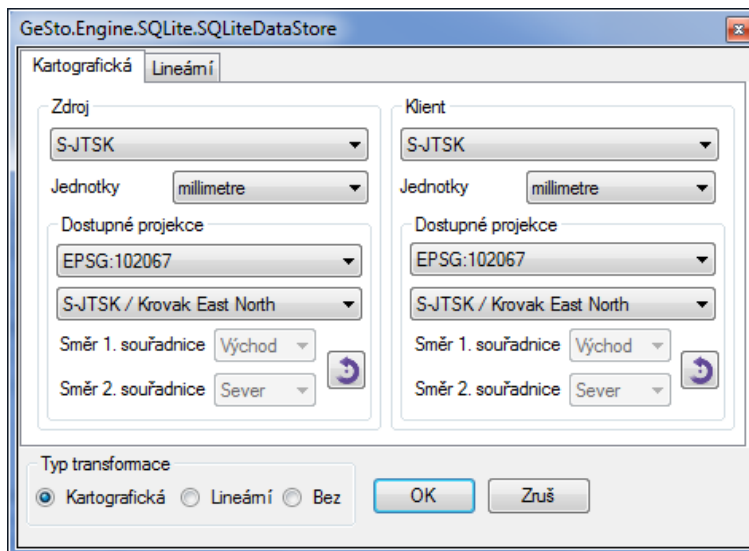 GeSto.Engine.SQLite.SQLiteDataStore
Kartografická Lineární
Zdroj
S-JTSK
Jednotky millimetre
Dostupné projekce
EPSG:102067
S-JTSK / Krovak East North
Směr 1. souřadnice Východ
Směr 2. souřadnice Sever
Klient
S-JTSK
Jednotky millimetre
Dostupné projekce
EPSG:102067
S-JTSK / Krovak East North
Směr 1. souřadnice Východ
Směr 2. souřadnice Sever
Typ transformace
Kartografická Lineární Bez
OK Zruš